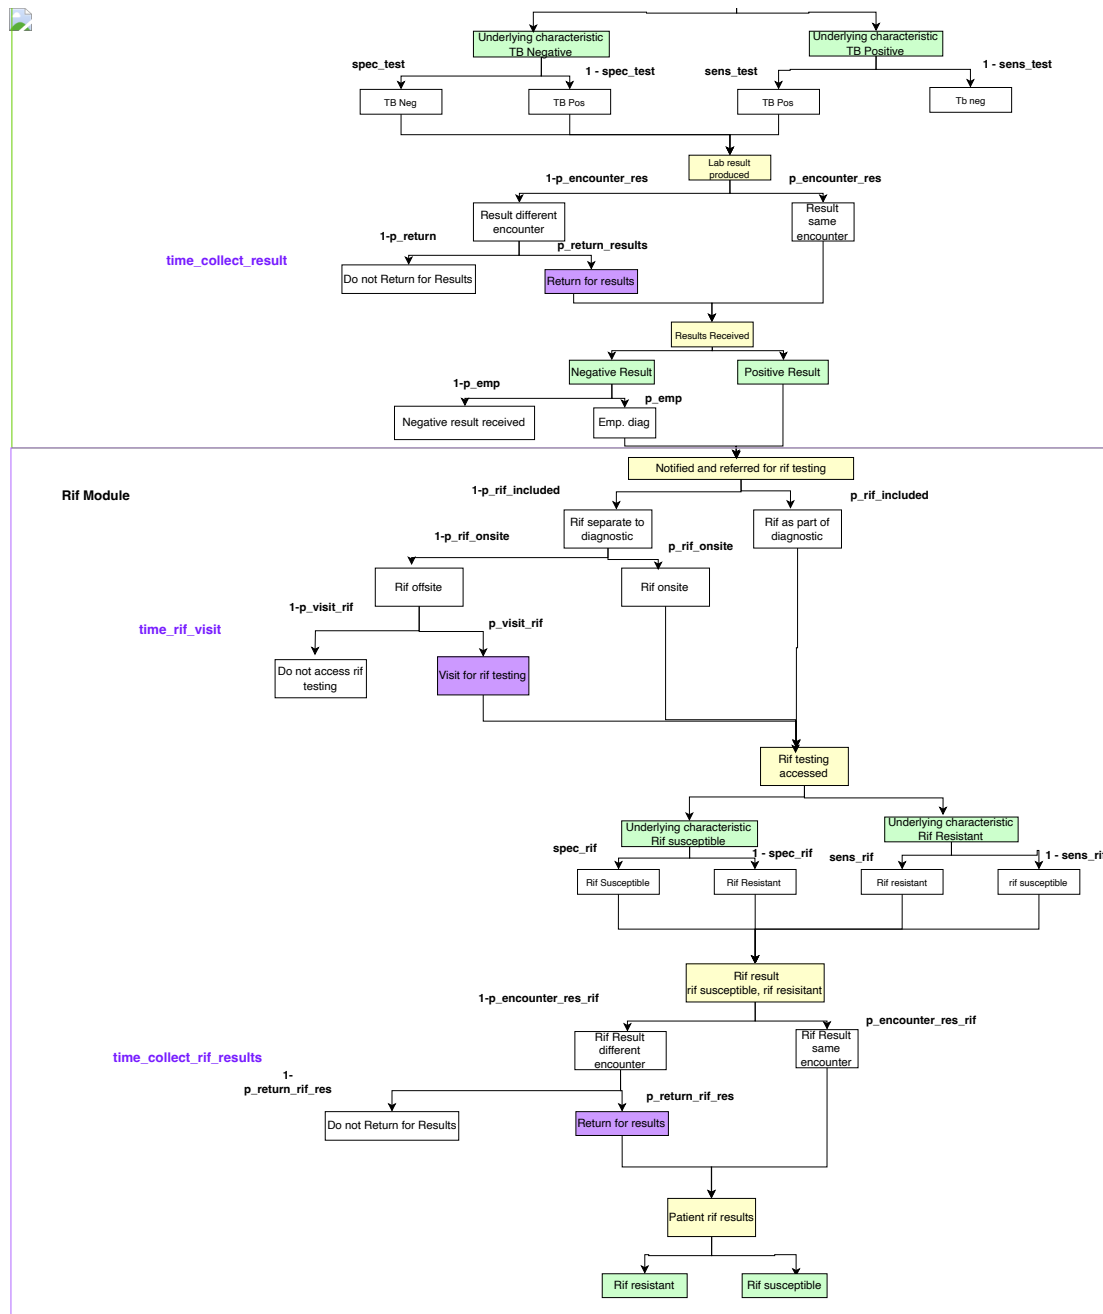 Underlying characteristic
TB Negative
Underlying characteristic
TB Positive
spec_test
1 - spec_test
sens_test
1 - sens_test
TB Neg
TB Pos
TB Pos
Tb neg
Lab result
produced
1-p_encounter_res
p_encounter_res
Result different
encounter
Result
same
encounter
1-p_return
p_return_results
time_collect_result
Do not Return for Results
Return for results
Results Received
Negative Result
Positive Result
1-p_emp
p_emp
Negative result received
Emp. diag
Notified and referred for rif testing
Rif Module
1-p_rif_included
p_rif_included
Rif separate to
diagnostic
Rif as part of
diagnostic
1-p_rif_onsite
p_rif_onsite
Rif offsite
Rif onsite
1-p_visit_rif
p_visit_rif
time_rif_visit
Do not access rif
testing
Visit for rif testing
Rif testing
accessed
Underlying characteristic
Rif susceptible
Underlying characteristic
Rif Resistant
spec_rif
1 - spec_rif
sens_rif
1 - sens_rif
Rif Susceptible
Rif Resistant
Rif resistant
rif susceptible
Rif result
rif susceptible, rif resisitant
1-p_encounter_res_rif
p_encounter_res_rif
Rif Result
different
encounter
Rif Result
same
encounter
time_collect_rif_results
1-
p_return_rif_res
p_return_rif_res
Do not Return for Results
Return for results
Patient rif results
Rif resistant
Rif susceptible